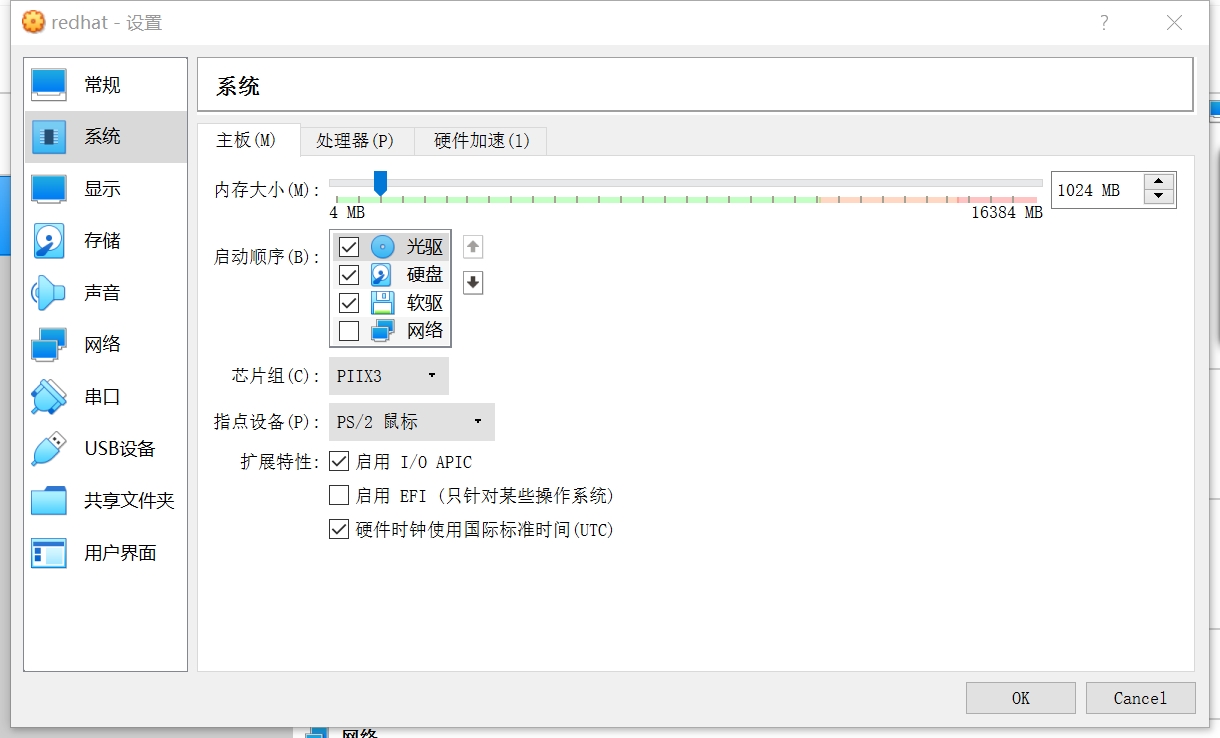 redhat - 设置
?
常规
系统
显示
存储
声音
网络
串口
USB设备
共享文件夹
用户界面
系统
主板(M) 处理器(P) 硬件加速(l)
内存大小(M): 1024 MB
4 MB 16384 MB
启动顺序(B): 光驱
硬盘
软驱
网络
芯片组(C): PIIX3
指点设备(P): PS/2 鼠标
扩展特性: 启用 I/O APIC
启用 EFI (只针对某些操作系统)
硬件时钟使用国际标准时间(UTC)
OK Cancel
网络